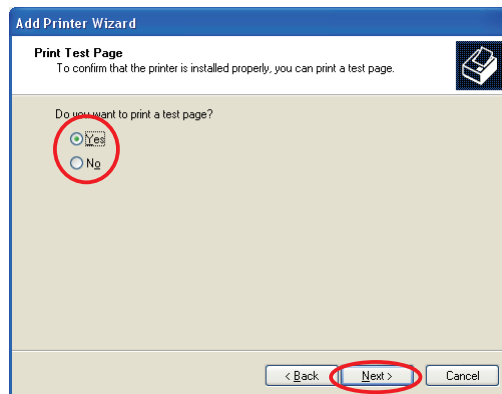 Add Printer Wizard
Print Test Page
To confirm that the printer is installed properly, you can print a test page.
Do you want to print a test page?
Yes
No
< Back
Next >
Cancel